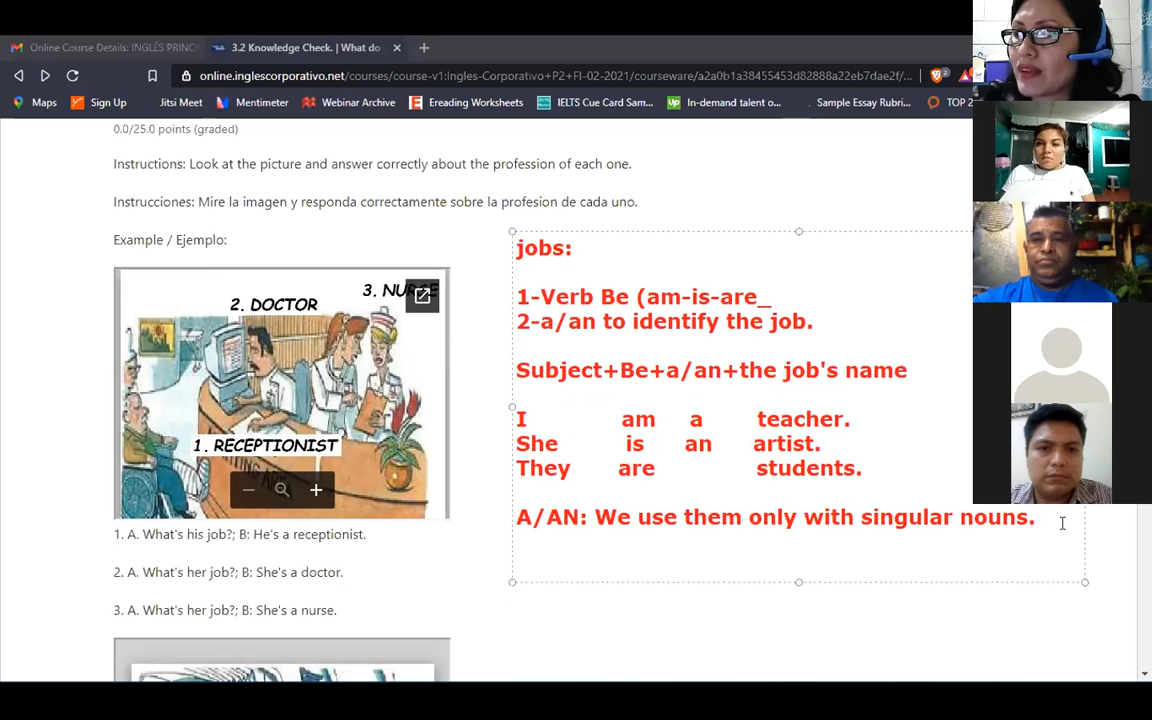 Online Course Details: INGLÉS PRINC
3.2 Knowledge Check. | What do
online.inglescorporativo.net/courses/course-v1:Ingles-Corporativo+P2+FI-02-2021/courseware/a2a0b1a38455453d82888a22eb7dae2f/...
2
Maps
Sign Up
Jitsi Meet
Mentimeter
Webinar Archive
Ereading Worksheets
IELTS Cue Card Sam...
In-demand talent o...
Sample Essay Rubri...
TOP 2
0.0/25.0 points (graded)
Instructions: Look at the picture and answer correctly about the profession of each one.
Instrucciones: Mire la imagen y responda correctamente sobre la profesion de cada uno.
Example / Ejemplo:
3. NURSE
2. DOCTOR
1. RECEPTIONIST
1. A. What's his job?; B: He's a receptionist.
2. A. What's her job?; B: She's a doctor.
3. A. What's her job?; B: She's a nurse.
jobs:
1-Verb Be (am-is-are_
2-a/an to identify the job.
Subject+Be+a/an+the job's name
I am a teacher.
She is an artist.
They are students.
A/AN: We use them only with singular nouns.